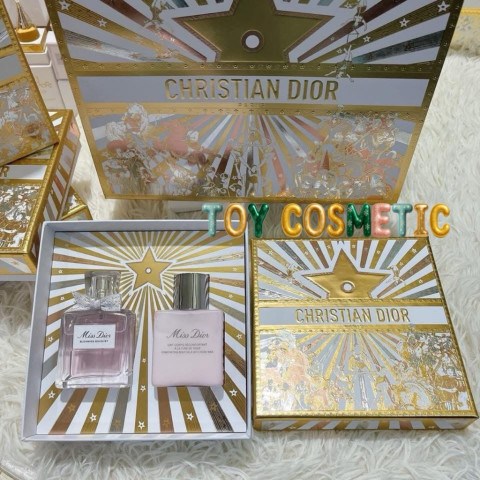 CHRISTIAN DIOR
TOY COSMETIC
CHRISTIAN DIOR
Miss Dior
BLOOMING BOUQUET
Miss Dior